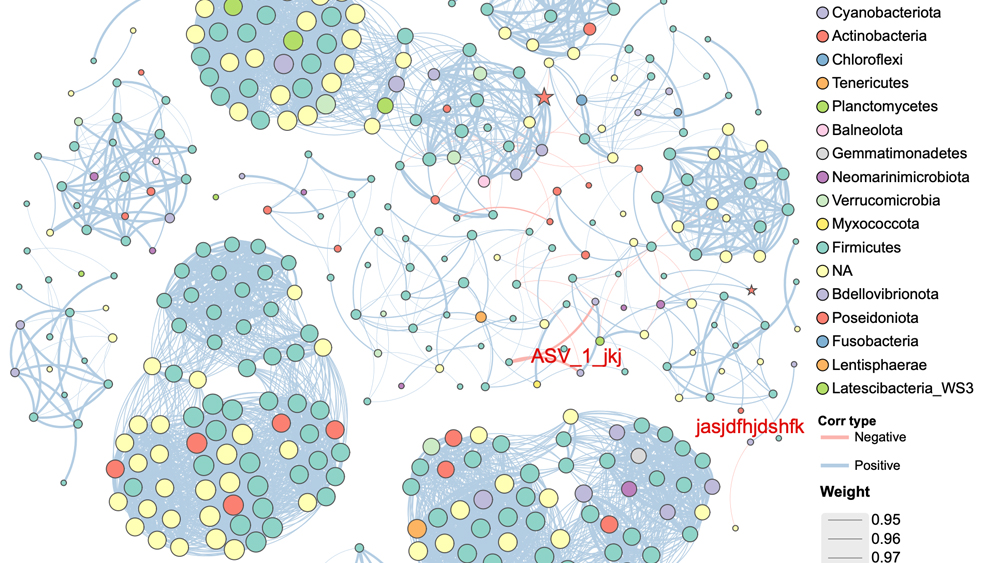 Cyanobacteriota
Actinobacteria
Chloroflexi
Tenericutes
Planctomycetes
Balneolota
Gemmatimonadetes
Neomarinimicrobiota
Verrucomicrobia
Myxococcota
Firmicutes
NA
Bdellovibrionota
Poseidoniota
Fusobacteria
Lentisphaerae
Latescibacteria_WS3
ASV_1_jkj
jasjdfhjdshfk
Corr type
Negative
Positive
Weight
0.95
0.96
0.97